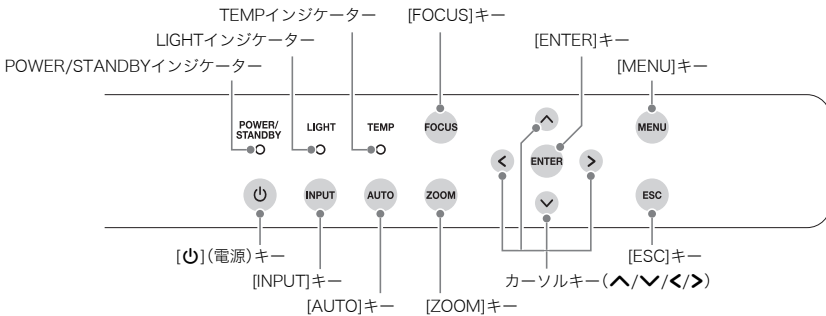 TEMPインジケーター
[FOCUS]キー
LIGHTインジケーター
[ENTER]キー
POWER/STANDBYインジケーター
[MENU]キー
POWER/
STANDBY
LIGHT
TEMP
FOCUS
MENU
ENTER
INPUT
AUTO
ZOOM
ESC
[⏻](電源)キー
[ESC]キー
[INPUT]キー
カーソルキー(∧/∨/</>)
[AUTO]キー
[ZOOM]キー